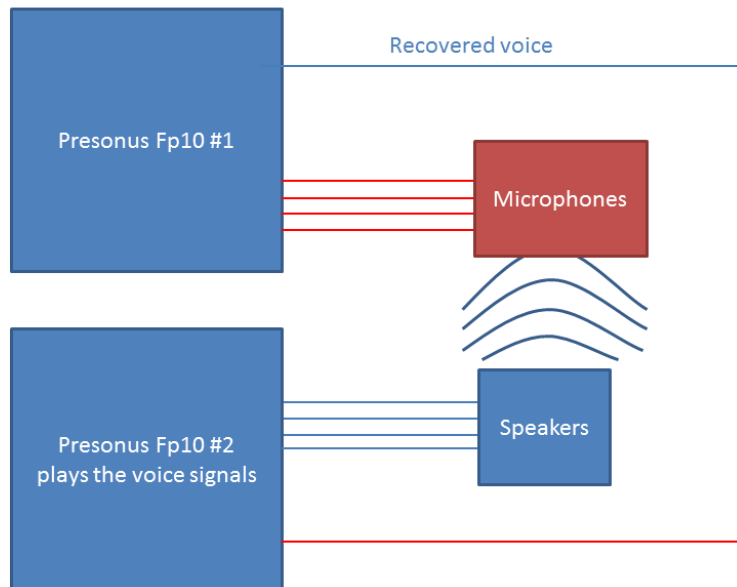 Recovered voice
Presonus Fp10 #1
Microphones
Speakers
Presonus Fp10 #2
plays the voice signals